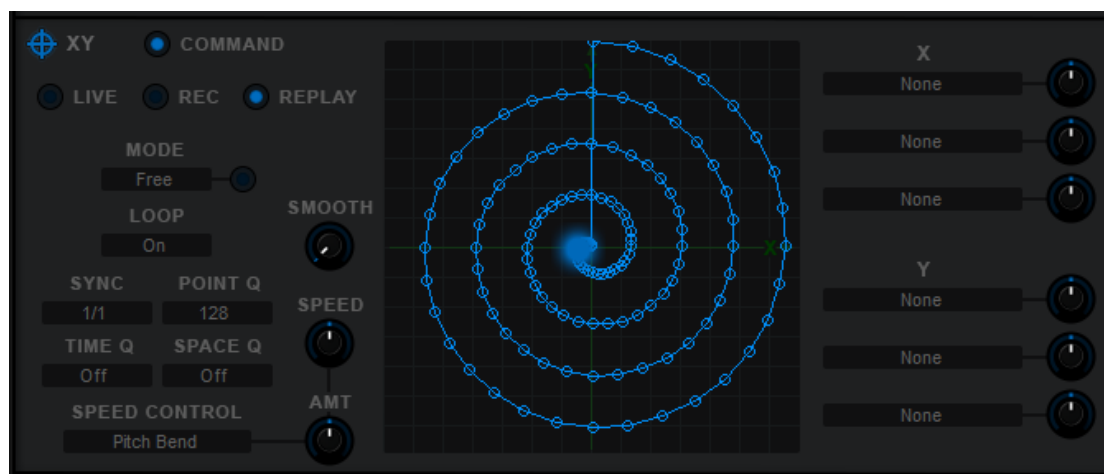 XY COMMAND
LIVE REC REPLAY
MODE
Free
LOOP
On
SMOOTH
SYNC POINT Q
1/1 128
SPEED
TIME Q SPACE Q
Off Off
SPEED CONTROL
Pitch Bend
AMT
Y
X
X
None
None
None
Y
None
None
None